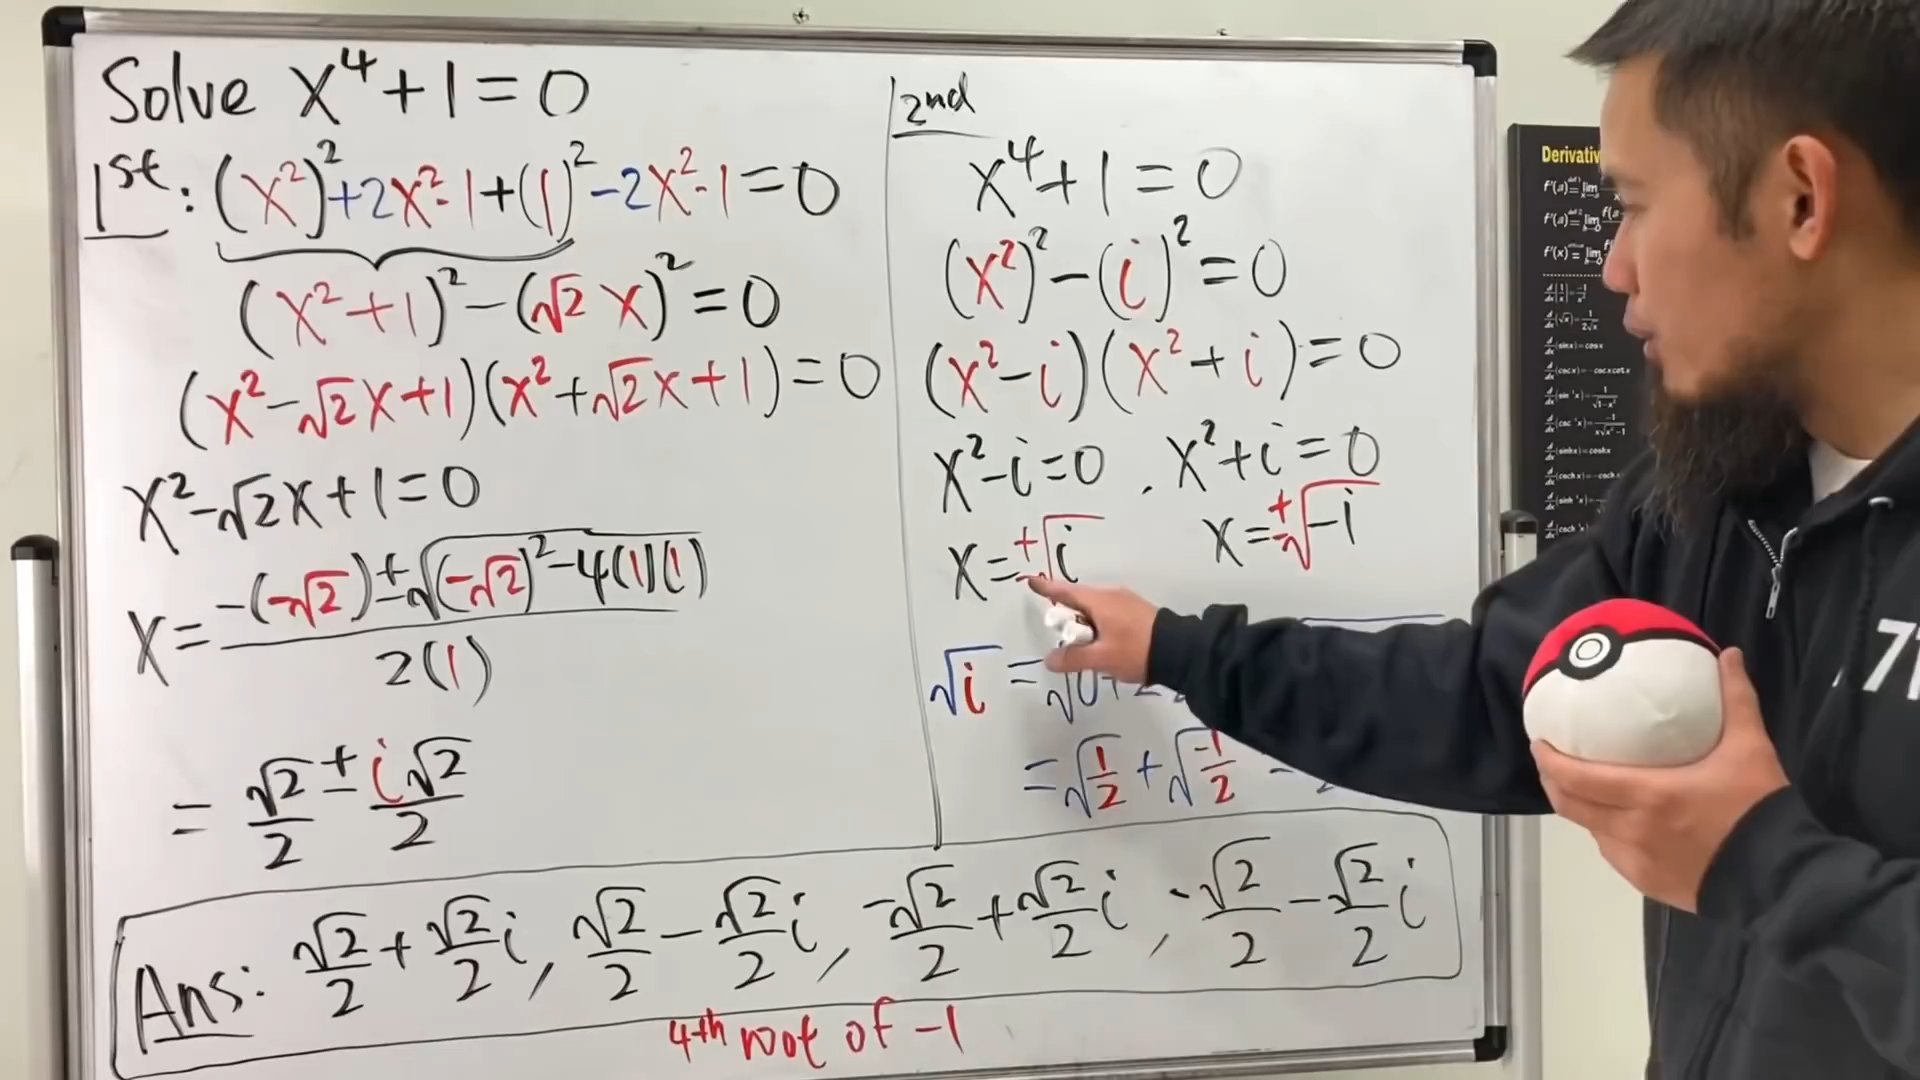 Solve x⁴+1=0
1st: (x²)²+2x²·1+(1)²-2x²·1=0
(x²+1)²-(√2 x)²=0
(x²-√2x+1)(x²+√2x+1)=0
x²-√2x+1=0
x= (-(-√2)±√((-√2)²-4(1)(1)))/(2(1))
= √2/2 ± i√2/2
2nd
x⁴+1=0
(x²)²-(i)²=0
(x²-i)(x²+i)=0
x²-i=0, x²+i=0
x=±√i x=±√-i
√i =
=√(1/2)+√(-1/2) =
Ans: √2/2+√2/2 i, √2/2-√2/2 i, -√2/2+√2/2 i, -√2/2-√2/2 i
4th root of -1
Derivativ